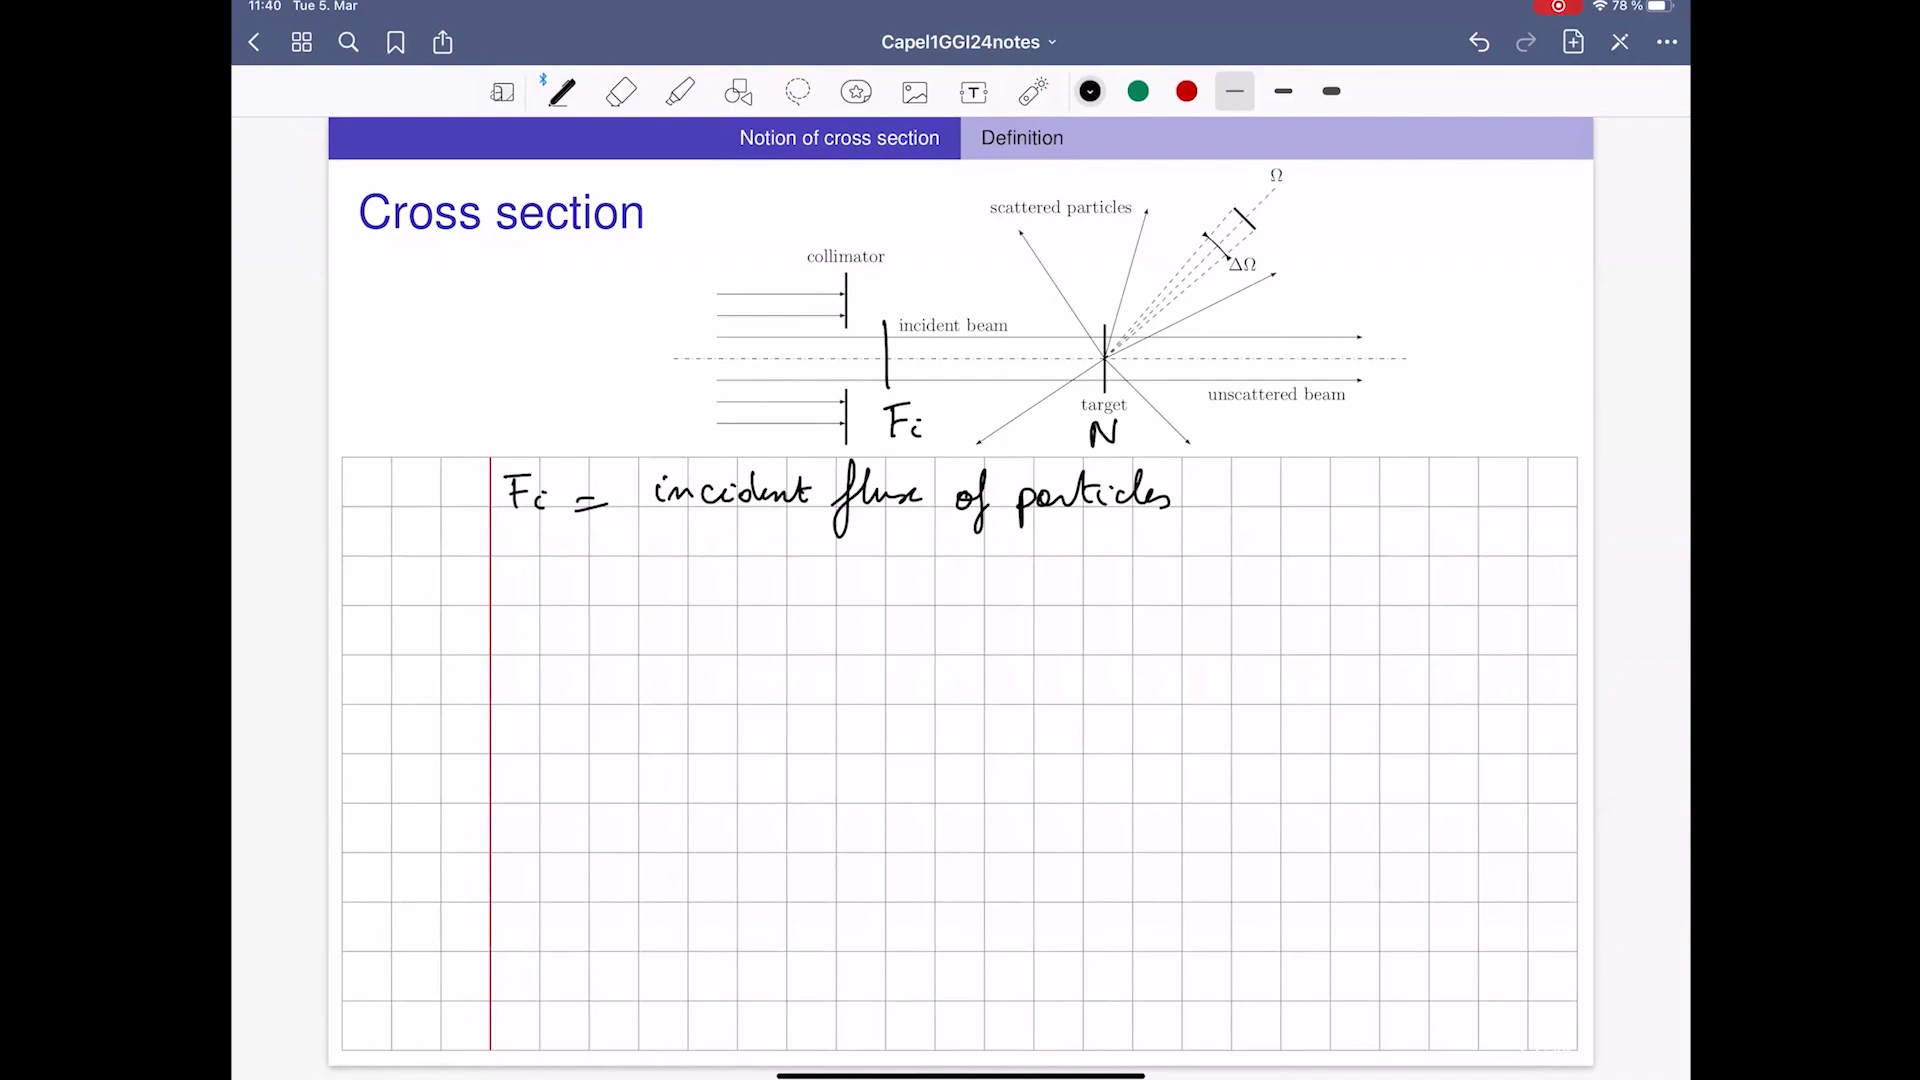 11:40 Tue 5. Mar
78 %
Capel1GGI24notes
T
Notion of cross section
Definition
Cross section
Ω
scattered particles
collimator
ΔΩ
incident beam
unscattered beam
target
Fi
N
Fi = incident flux of particles